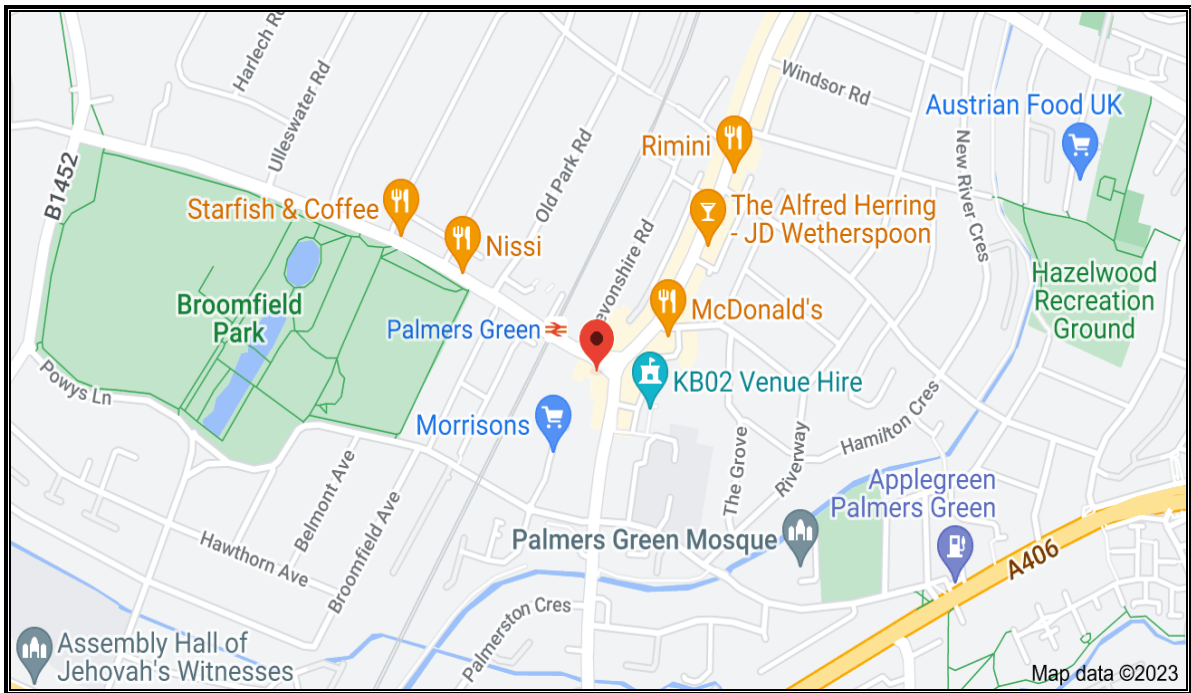 Harlech R
Ulleswater Rd
B1452
Old Park Rd
Windsor Rd
Austrian Food UK
Rimini
New River Cres
Starfish & Coffee
Nissi
The Alfred Herring
- JD Wetherspoon
evonshire Rd
Hazelwood
Recreation
Ground
Broomfield
Park
Palmers Green
McDonald's
Powys Ln
KB02 Venue Hire
Morrisons
Hamilton Cres
The Grove
Riverway
Belmont Ave
Applegreen
Palmers Green
Hawthorn Ave
Broomfield Ave
Palmers Green Mosque
A406
Palmerston Cres
Assembly Hall of
Jehovah's Witnesses
Map data ©2023